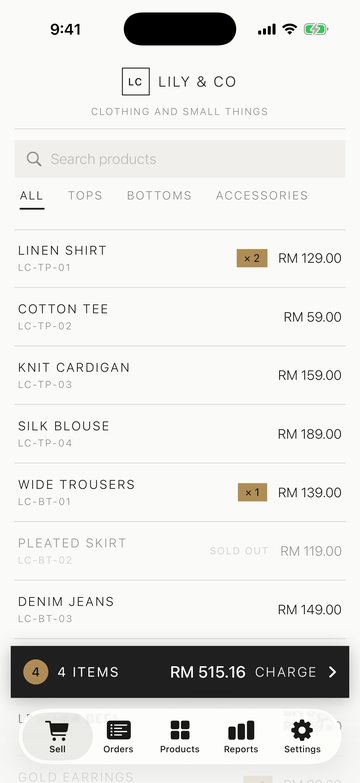 9:41
LC LILY & CO
CLOTHING AND SMALL THINGS
Search products
ALL TOPS BOTTOMS ACCESSORIES
LINEN SHIRT × 2 RM 129.00
LC-TP-01
COTTON TEE RM 59.00
LC-TP-02
KNIT CARDIGAN RM 159.00
LC-TP-03
SILK BLOUSE RM 189.00
LC-TP-04
WIDE TROUSERS × 1 RM 139.00
LC-BT-01
PLEATED SKIRT SOLD OUT RM 119.00
LC-BT-02
DENIM JEANS RM 149.00
LC-BT-03
4 4 ITEMS RM 515.16 CHARGE
Sell Orders Products Reports Settings
GOLD EARRINGS